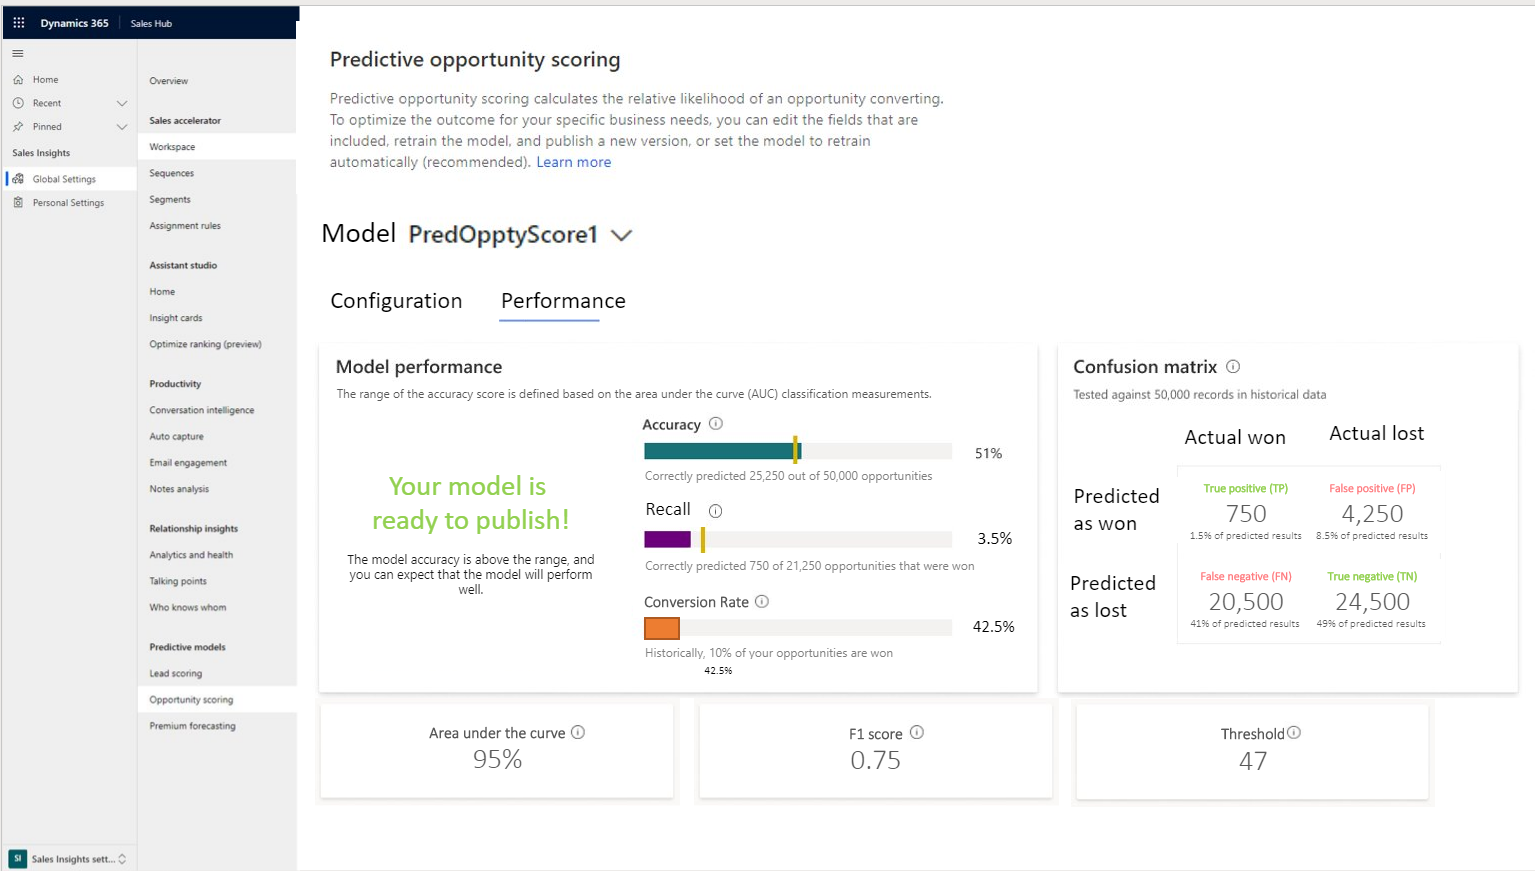 Dynamics 365
Sales Hub
Home
Recent
Pinned
Sales Insights
Global Settings
Personal Settings
SI
Sales Insights sett...
Overview
Sales accelerator
Workspace
Sequences
Segments
Assignment rules
Assistant studio
Home
Insight cards
Optimize ranking (preview)
Productivity
Conversation intelligence
Auto capture
Email engagement
Notes analysis
Relationship insights
Analytics and health
Talking points
Who knows whom
Predictive models
Lead scoring
Opportunity scoring
Premium forecasting
Predictive opportunity scoring
Predictive opportunity scoring calculates the relative likelihood of an opportunity converting.
To optimize the outcome for your specific business needs, you can edit the fields that are
included, retrain the model, and publish a new version, or set the model to retrain
automatically (recommended). Learn more
Model PredOpptyScore1
Configuration
Performance
Model performance
The range of the accuracy score is defined based on the area under the curve (AUC) classification measurements.
Your model is
ready to publish!
The model accuracy is above the range, and
you can expect that the model will perform
well.
Accuracy
51%
Correctly predicted 25,250 out of 50,000 opportunities
Recall
3.5%
Correctly predicted 750 of 21,250 opportunities that were won
Conversion Rate
42.5%
Historically, 10% of your opportunities are won
42.5%
Confusion matrix
Tested against 50,000 records in historical data
Actual won
Actual lost
Predicted
as won
True positive (TP)
750
1.5% of predicted results
False positive (FP)
4,250
8.5% of predicted results
Predicted
as lost
False negative (FN)
20,500
41% of predicted results
True negative (TN)
24,500
49% of predicted results
Area under the curve
95%
F1 score
0.75
Threshold
47